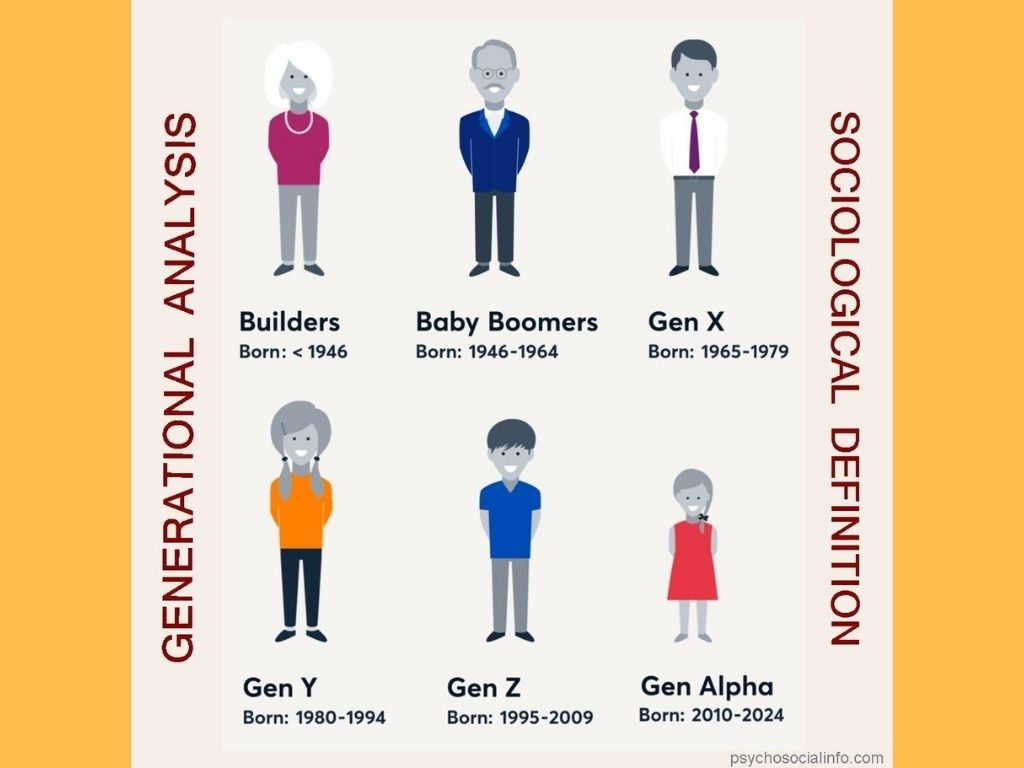 GENERATIONAL ANALYSIS
Builders
Born: < 1946
Baby Boomers
Born: 1946-1964
Gen X
Born: 1965-1979
Gen Y
Born: 1980-1994
Gen Z
Born: 1995-2009
Gen Alpha
Born: 2010-2024
SOCIOLOGICAL DEFINITION
psychosocialinfo.com